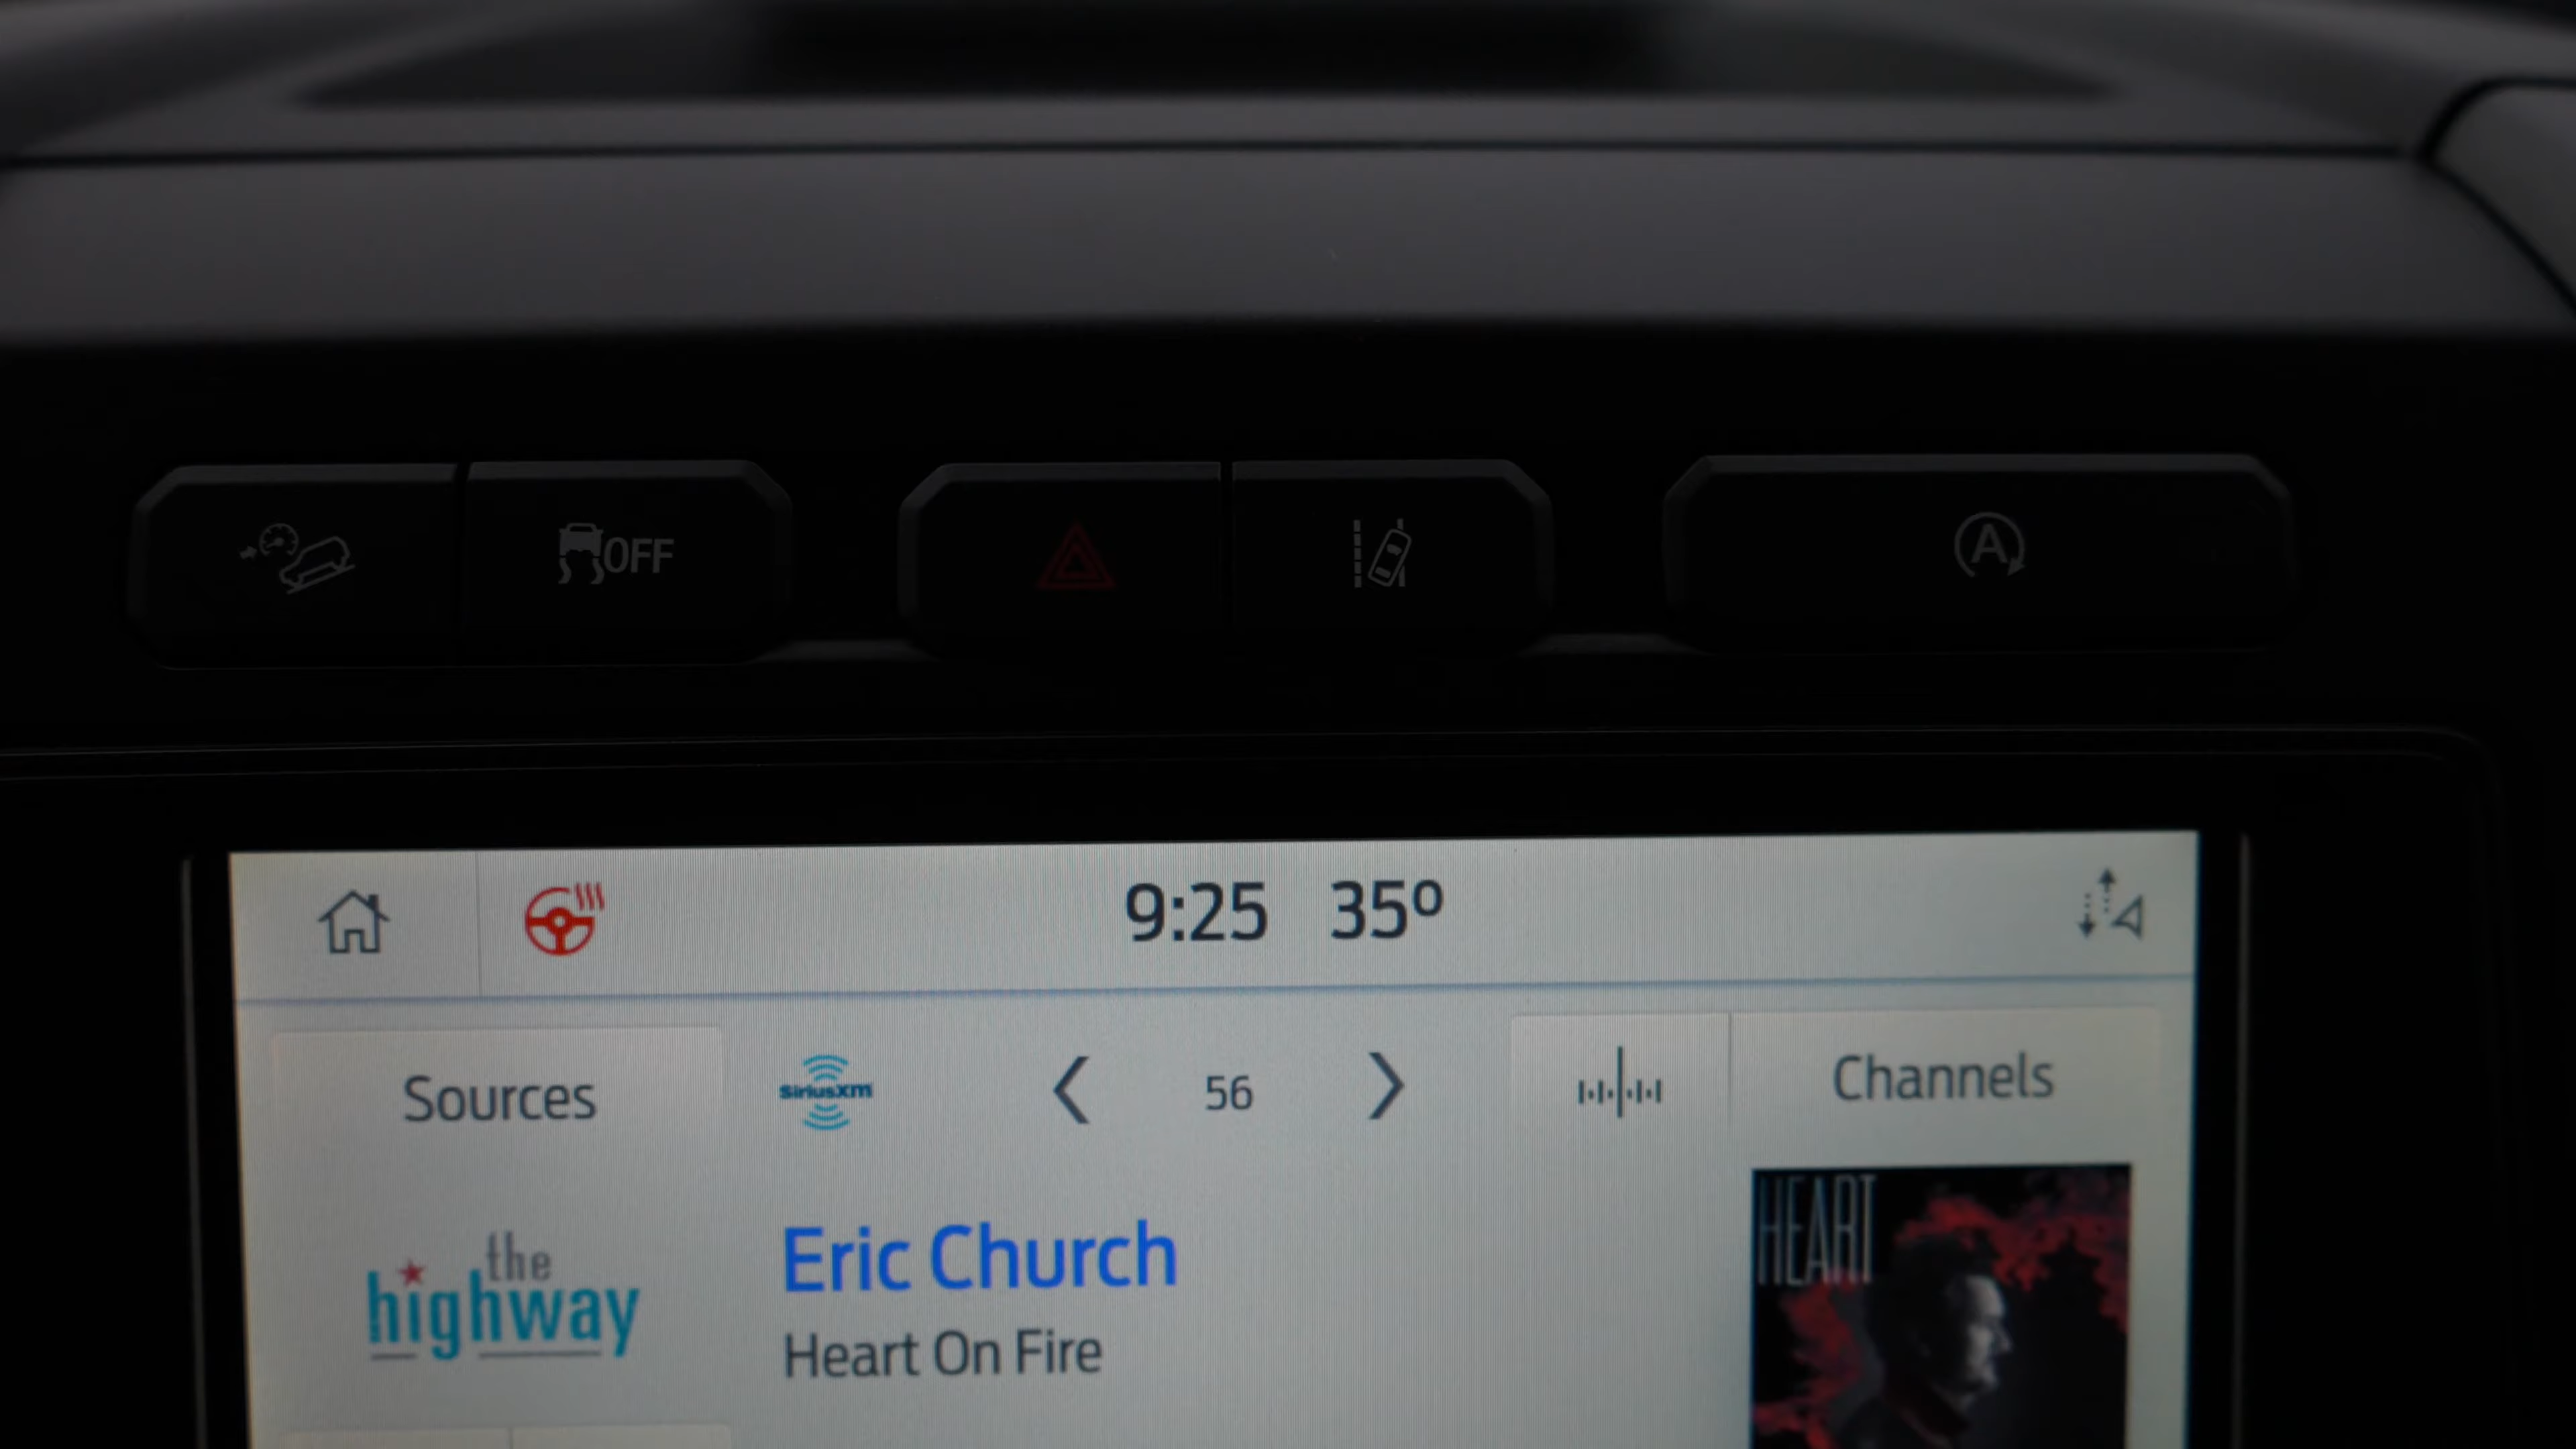 OFF
A
9:25 35º
Sources
SiriusXm
56
Channels
the
highway
Eric Church
Heart On Fire
HEART